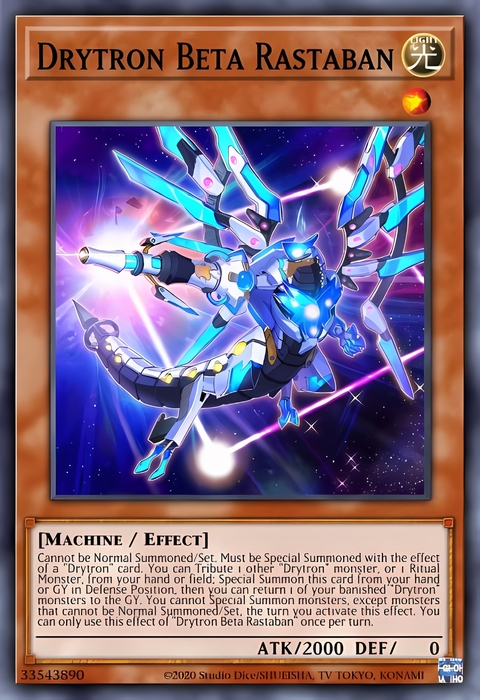 DRYTRON BETA RASTABAN
LIGHT
光
[MACHINE / EFFECT]
Cannot be Normal Summoned/Set. Must be Special Summoned with the effect
of a "Drytron" card. You can Tribute 1 other "Drytron" monster, or 1 Ritual
Monster, from your hand or field; Special Summon this card from your hand
or GY in Defense Position, then you can return 1 of your banished "Drytron"
monsters to the GY. You cannot Special Summon monsters, except monsters
that cannot be Normal Summoned/Set, the turn you activate this effect. You
can only use this effect of "Drytron Beta Rastaban" once per turn.
ATK/2000 DEF/ 0
33543890 ©2020 Studio Dice/SHUEISHA, TV TOKYO, KONAMI